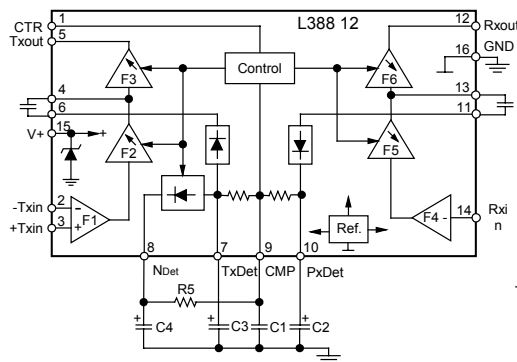 CTR 1 L388 12 12 Rxout
Txout 5 16 GND
F3 Control F6
4 13
6 11
V+ 15 +
F2 F5
-Txin 2 - F1
+Txin 3 +
Ref. F4 - 14 Rxi
n
8 7 9 10
NDet TxDet CMP PxDet
R5
+ C4 + C3 C1 + C2